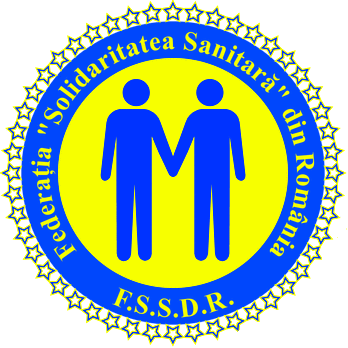 Federația "Solidaritatea Sanitară" din România
F.S.S.D.R.